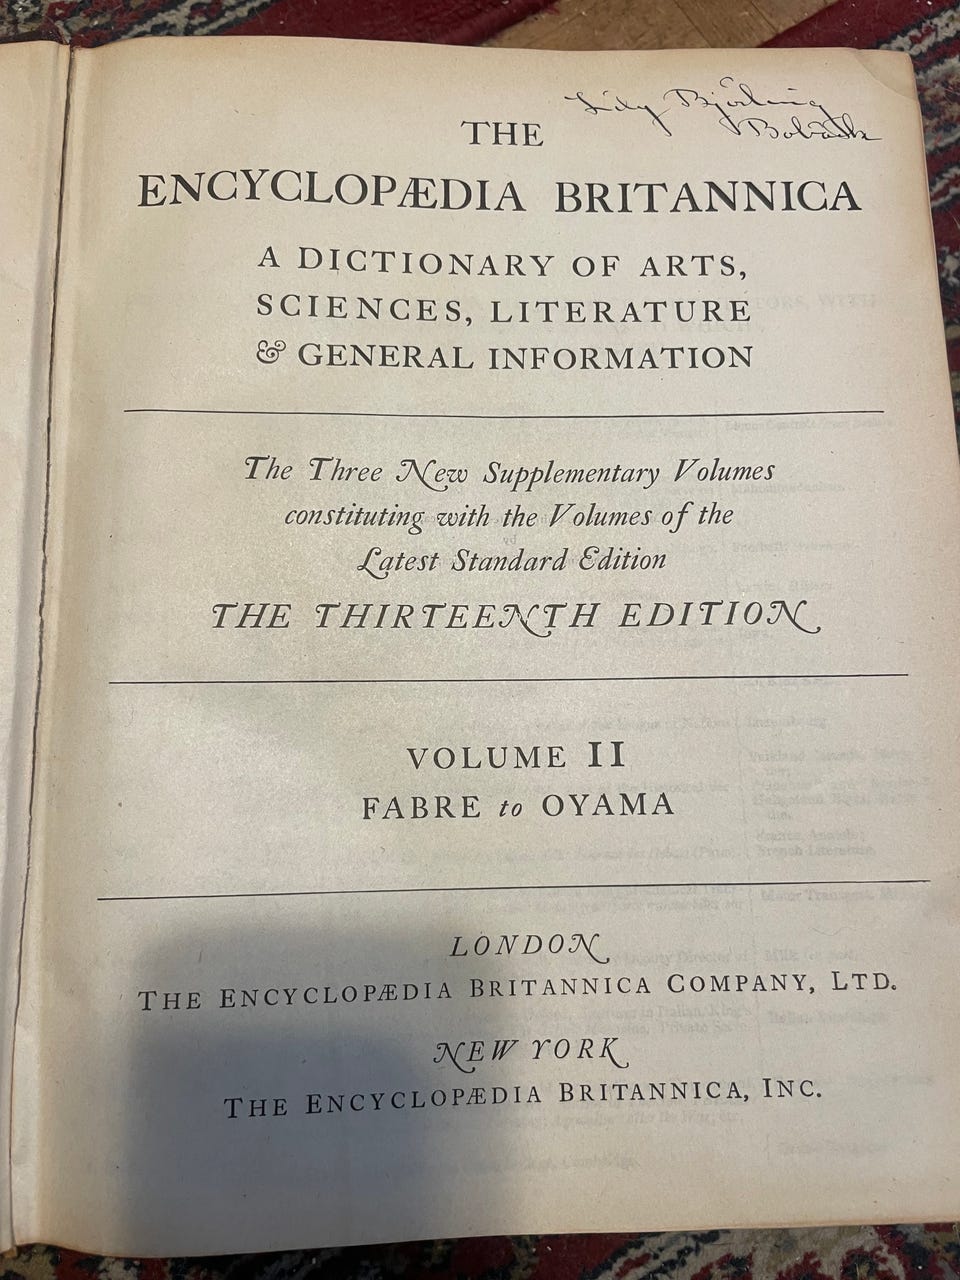 Lily Björling
THE
ENCYCLOPÆDIA BRITANNICA
A DICTIONARY OF ARTS,
SCIENCES, LITERATURE
& GENERAL INFORMATION
The Three New Supplementary Volumes
constituting with the Volumes of the
Latest Standard Edition
THE THIRTEENTH EDITION
VOLUME II
FABRE to OYAMA
LONDON
THE ENCYCLOPÆDIA BRITANNICA COMPANY, LTD.
NEW YORK
THE ENCYCLOPÆDIA BRITANNICA, INC.